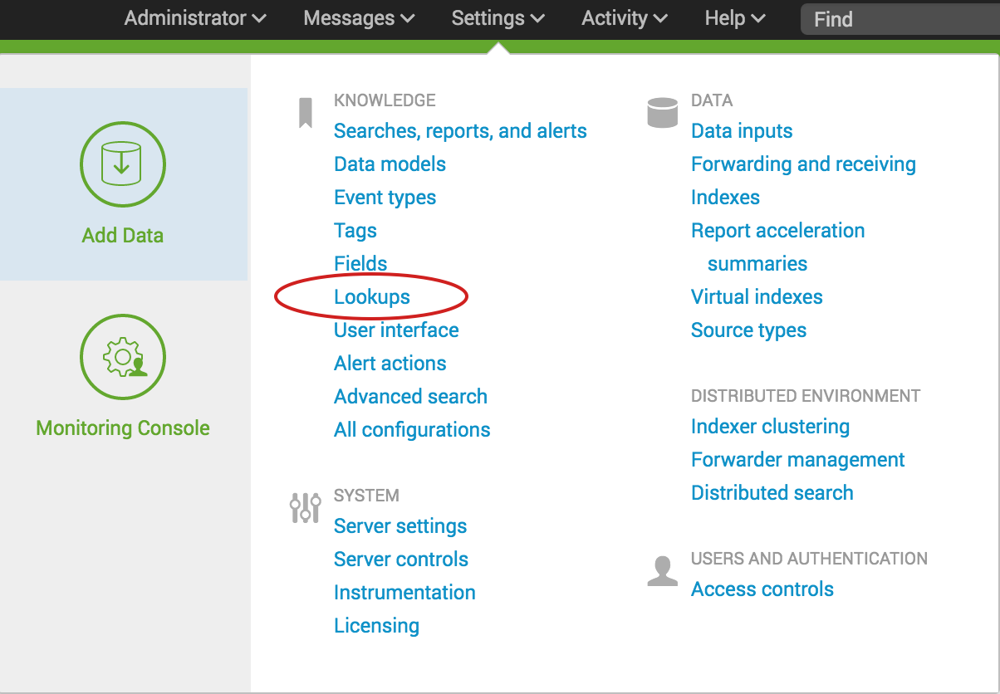 Administrator
Messages
Settings
Activity
Help
Find
Add Data
Monitoring Console
KNOWLEDGE
Searches, reports, and alerts
Data models
Event types
Tags
Fields
Lookups
User interface
Alert actions
Advanced search
All configurations
SYSTEM
Server settings
Server controls
Instrumentation
Licensing
DATA
Data inputs
Forwarding and receiving
Indexes
Report acceleration
summaries
Virtual indexes
Source types
DISTRIBUTED ENVIRONMENT
Indexer clustering
Forwarder management
Distributed search
USERS AND AUTHENTICATION
Access controls